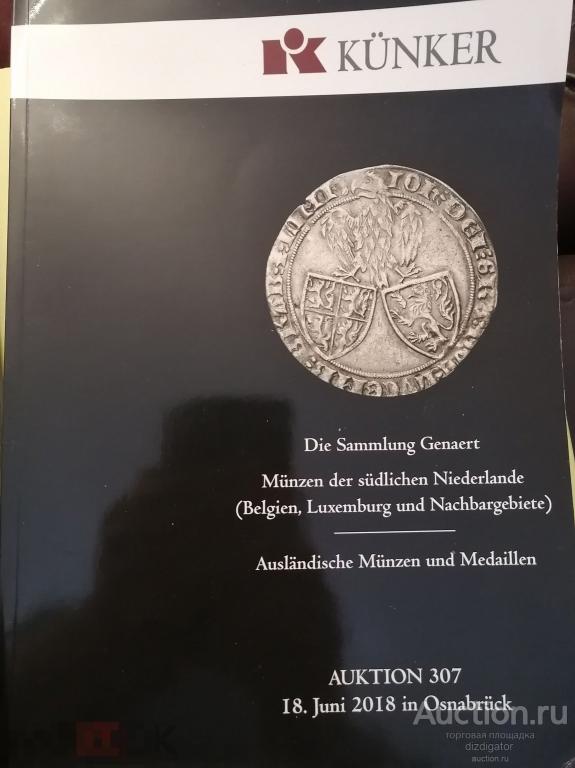 KÜNKER
Die Sammlung Genaert
Münzen der südlichen Niederlande
(Belgien, Luxemburg und Nachbargebiete)
Ausländische Münzen und Medaillen
AUKTION 307
18. Juni 2018 in Osnabrück
Auction.ru
торговая площадка
dizdigator
auction.ru